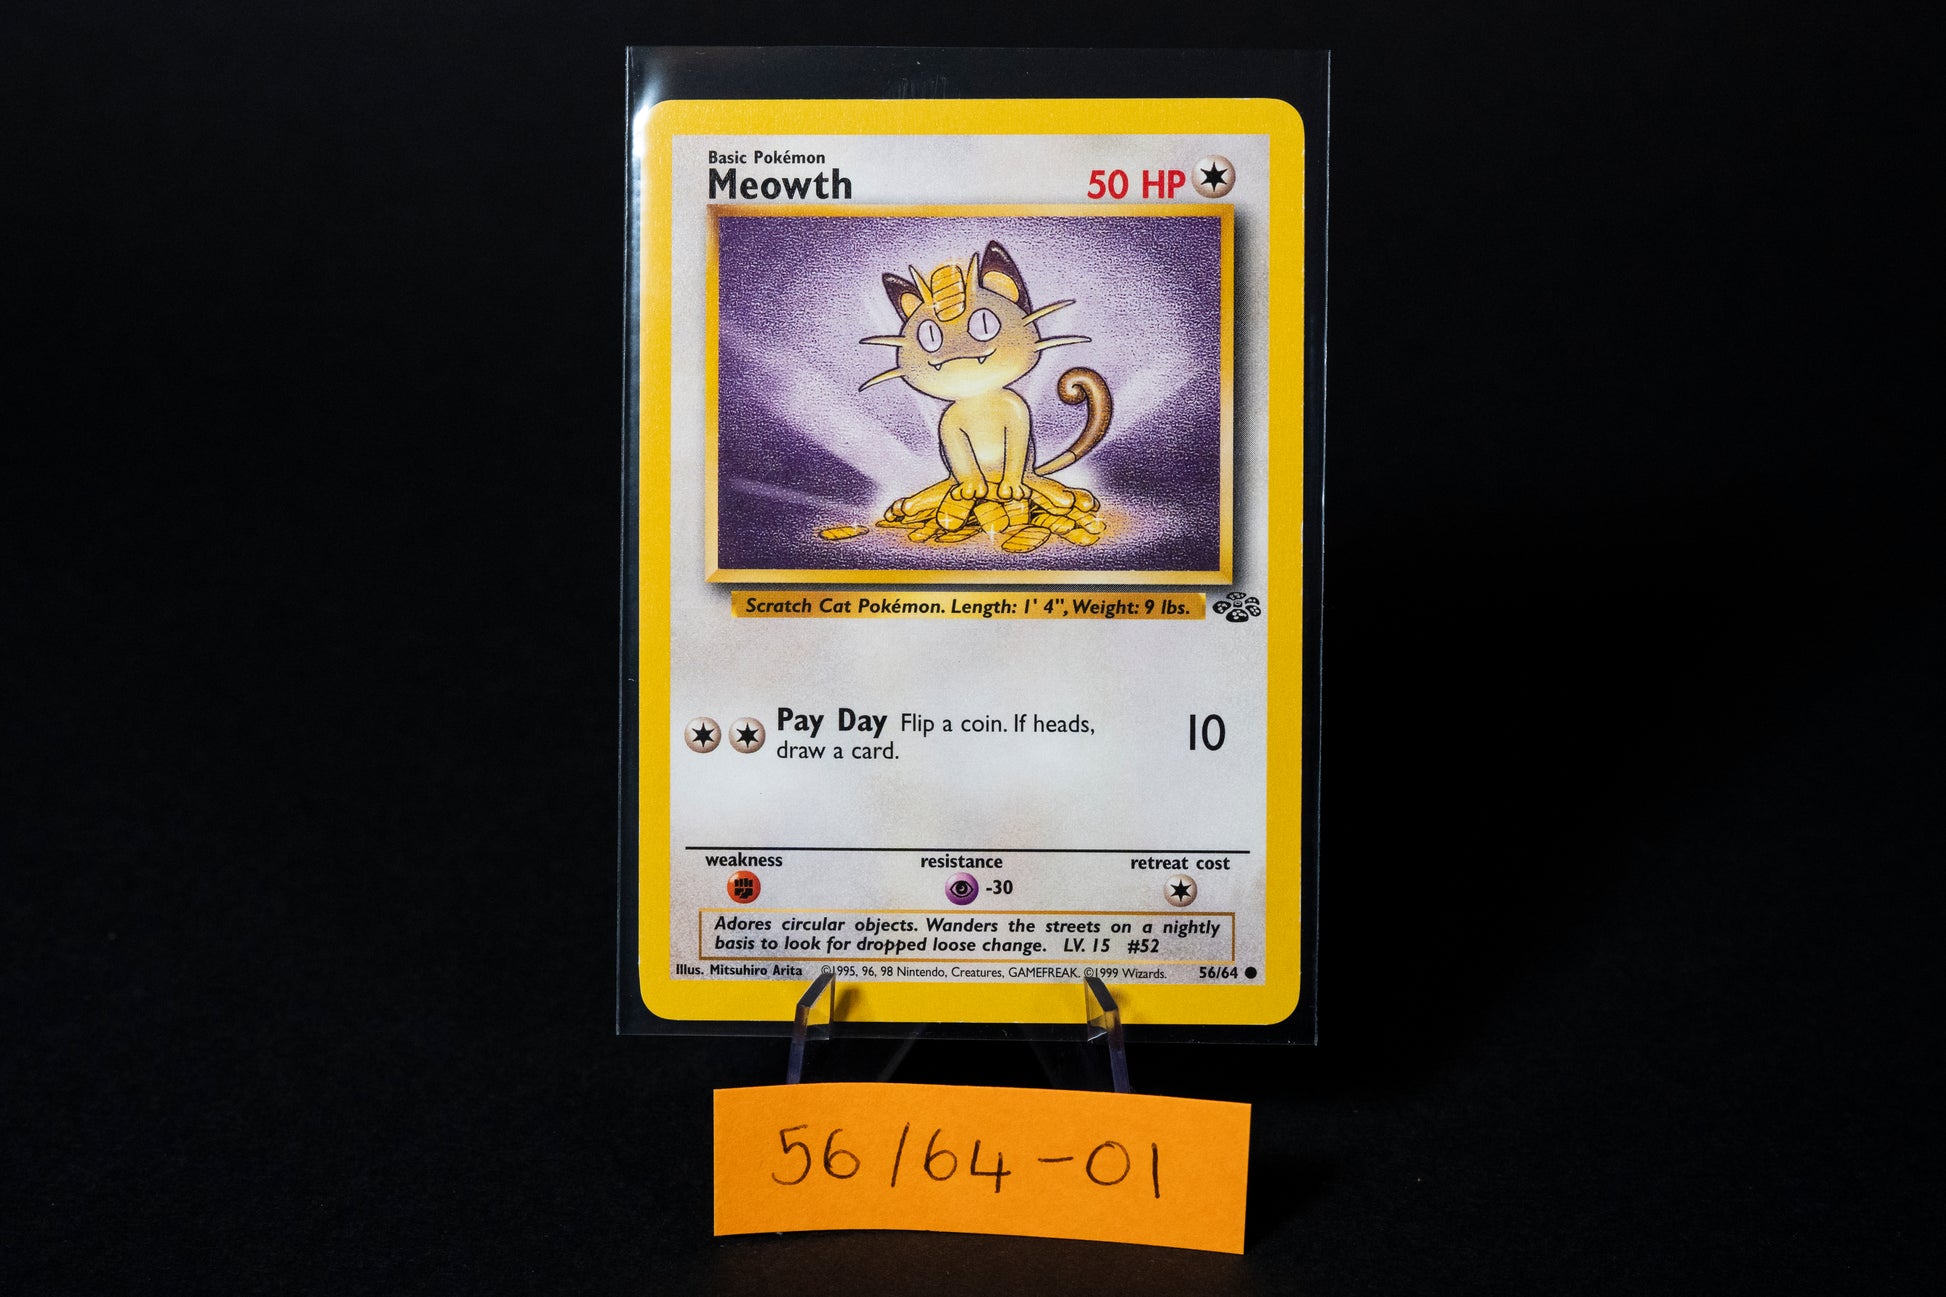 Basic Pokémon
Meowth
50 HP
Scratch Cat Pokémon. Length: 1' 4", Weight: 9 lbs.
Pay Day Flip a coin. If heads,
draw a card.
10
weakness resistance retreat cost
-30
Adores circular objects. Wanders the streets on a nightly
basis to look for dropped loose change. LV. 15 #52
Illus. Mitsuhiro Arita ©1995, 96, 98 Nintendo, Creatures, GAMEFREAK. ©1999 Wizards. 56/64
56/64-01